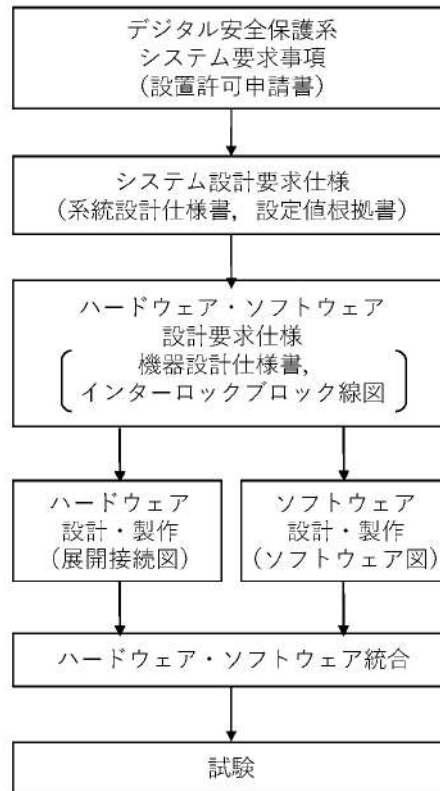 デジタル安全保護系
システム要求事項
(設置許可申請書)
システム設計要求仕様
(系統設計仕様書，設定値根拠書)
ハードウェア・ソフトウェア
設計要求仕様
機器設計仕様書，
インターロックブロック線図
ハードウェア
設計・製作
(展開接続図)
ソフトウェア
設計・製作
(ソフトウェア図)
ハードウェア・ソフトウェア統合
試験